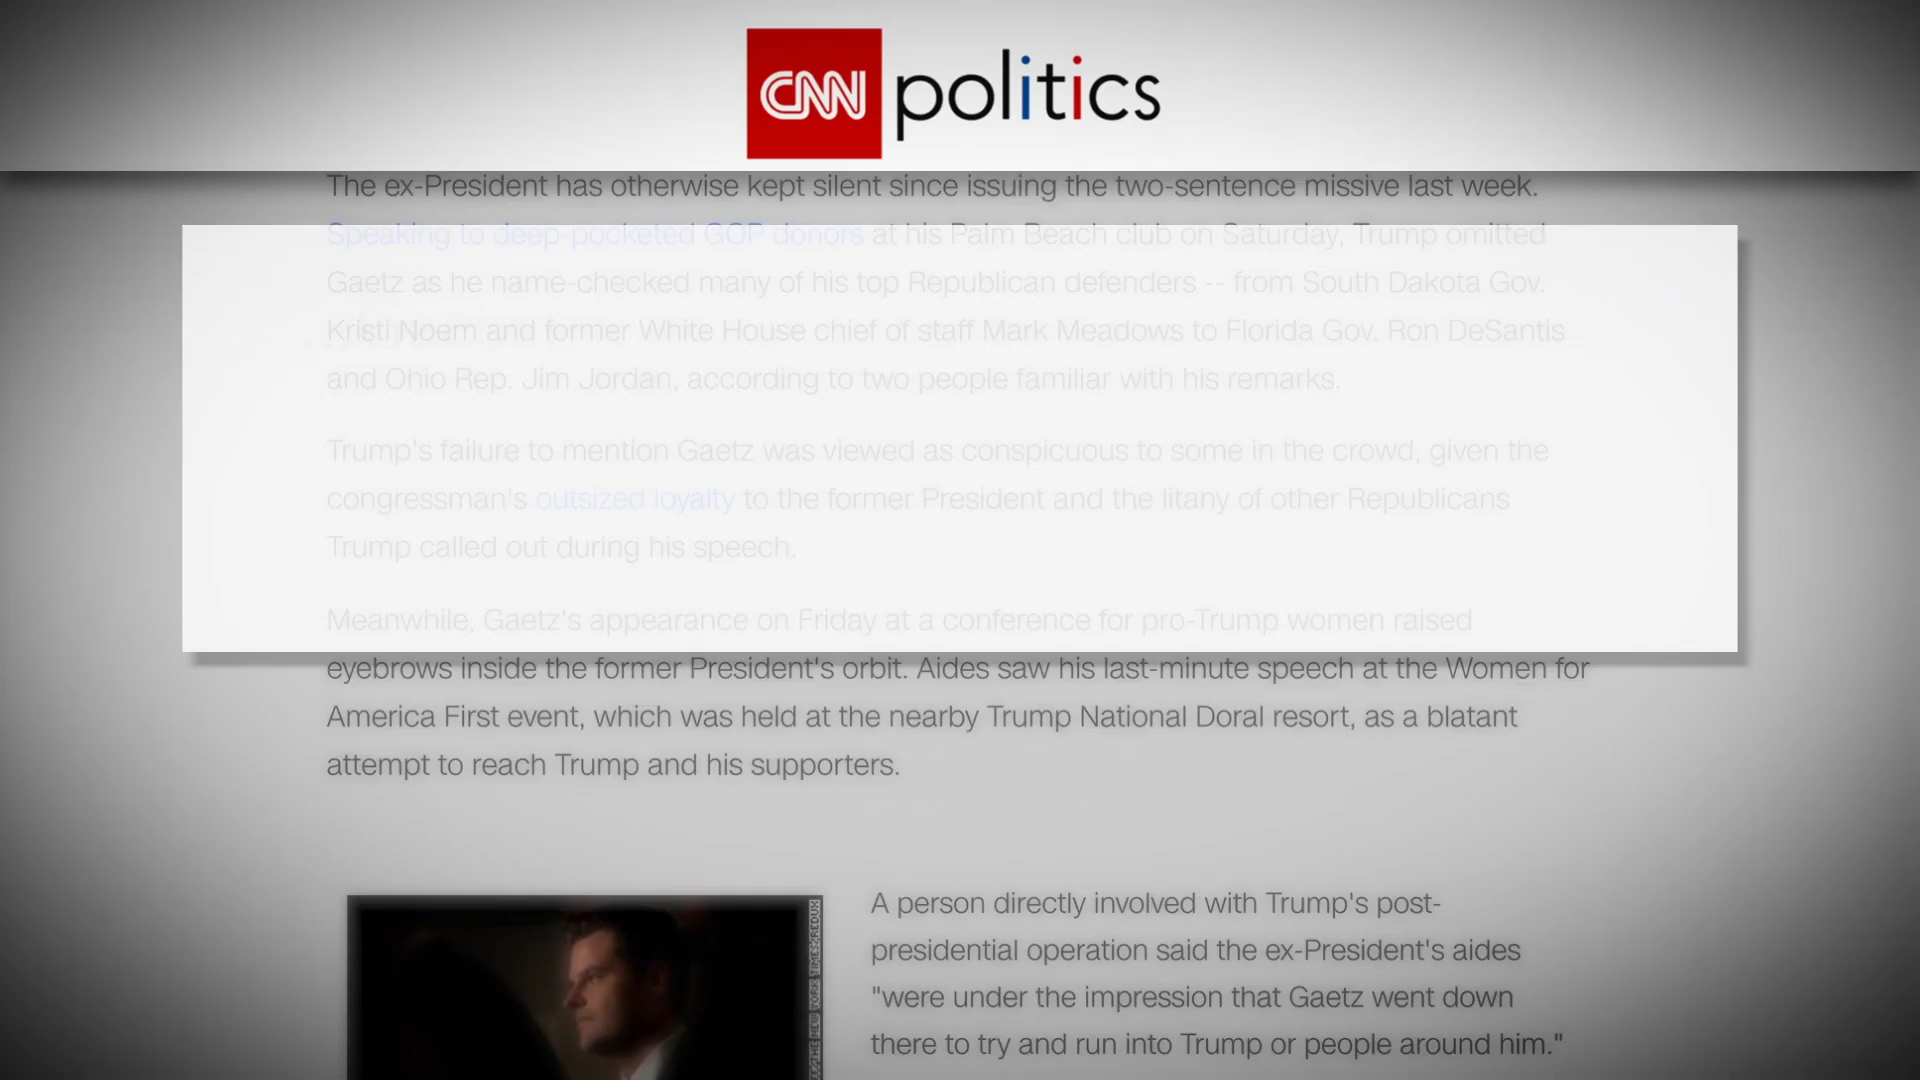 CNN politics
The ex-President has otherwise kept silent since issuing the two-sentence missive last week.
Speaking to deep-pocketed GOP donors at his Palm Beach club on Saturday, Trump omitted
Gaetz as he name-checked many of his top Republican defenders -- from South Dakota Gov.
Kristi Noem and former White House chief of staff Mark Meadows to Florida Gov. Ron DeSantis
and Ohio Rep. Jim Jordan, according to two people familiar with his remarks.
Trump's failure to mention Gaetz was viewed as conspicuous to some in the crowd, given the
congressman's outsized loyalty to the former President and the litany of other Republicans
Trump called out during his speech.
Meanwhile, Gaetz's appearance on Friday at a conference for pro-Trump women raised
eyebrows inside the former President's orbit. Aides saw his last-minute speech at the Women for
America First event, which was held at the nearby Trump National Doral resort, as a blatant
attempt to reach Trump and his supporters.
A person directly involved with Trump's post-
presidential operation said the ex-President's aides
"were under the impression that Gaetz went down
there to try and run into Trump or people around him."
THE NEW YORK TIMES/REDUX